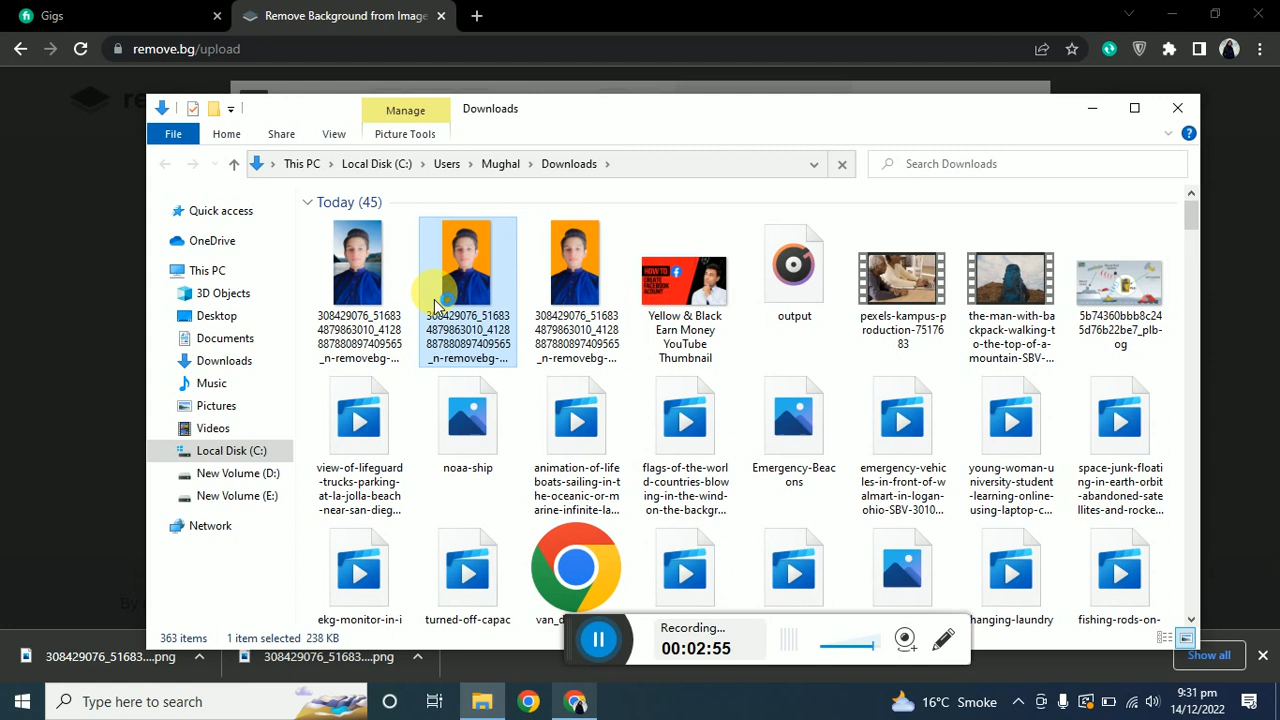 Gigs
Remove Background from Image
remove.bg/upload
Manage
Downloads
File
Home
Share
View
Picture Tools
This PC
Local Disk (C:)
Users
Mughal
Downloads
Search Downloads
Quick access
OneDrive
This PC
3D Objects
Desktop
Documents
Downloads
Music
Pictures
Videos
Local Disk (C:)
New Volume (D:)
New Volume (E:)
Network
Today (45)
308429076_51683
4879863010_4128
887880897409565
_n-removebg-...
308429076_51683
4879863010_4128
887880897409565
_n-removebg-...
308429076_51683
4879863010_4128
887880897409565
_n-removebg-...
HOW TO
CREATE
FACEBOOK
ACCOUNT
Yellow & Black
Earn Money
YouTube
Thumbnail
output
pexels-kampus-p
roduction-75176
83
the-man-with-ba
ckpack-walking-t
o-the-top-of-a-
mountain-SBV-...
5b74360bbb8c24
5d76b22be7_plb-
og
view-of-lifeguard
-trucks-parking-
at-la-jolla-beach
-near-san-dieg...
noaa-ship
animation-of-life
boats-sailing-in-t
he-oceanic-or-m
arine-infinite-la...
flags-of-the-worl
d-countries-blow
ing-in-the-wind-
on-the-backgr...
Emergency-Beac
ons
emergency-vehic
les-in-front-of-w
almart-in-logan-
ohio-SBV-3010...
young-woman-u
niversity-student
-learning-online-
using-laptop-c...
space-junk-floati
ng-in-earth-orbit
-abandoned-sate
llites-and-rocke...
ekg-monitor-in-i
turned-off-capac
van_d
hanging-laundry
fishing-rods-on-
363 items
1 item selected
238 KB
Recording...
00:02:55
308429076_51683....png
308429076_51683....png
Show all
Type here to search
16°C
Smoke
9:31 pm
14/12/2022